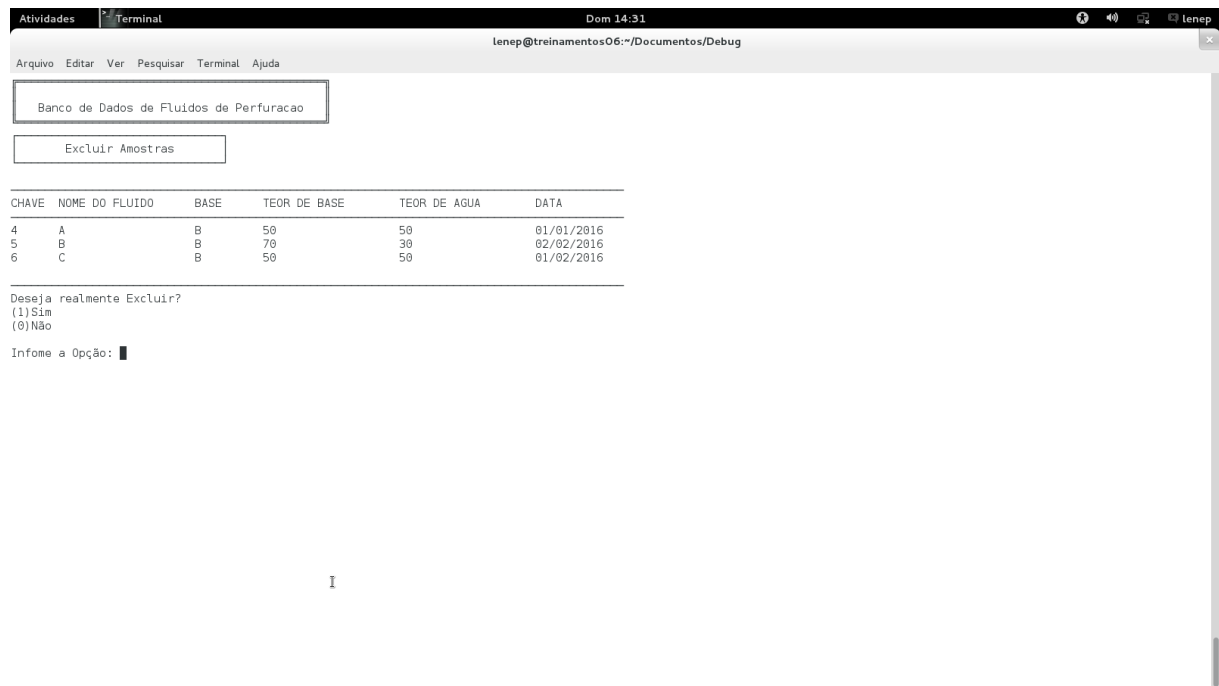 Atividades Terminal Dom 14:31 lenep
lenep@treinamentos06:~/Documentos/Debug
Arquivo Editar Ver Pesquisar Terminal Ajuda
Banco de Dados de Fluidos de Perfuracao
Excluir Amostras
CHAVE NOME DO FLUIDO BASE TEOR DE BASE TEOR DE AGUA DATA
4 A B 50 50 01/01/2016
5 B B 70 30 02/02/2016
6 C B 50 50 01/02/2016
Deseja realmente Excluir?
(1)Sim
(0)Não
Infome a Opção: